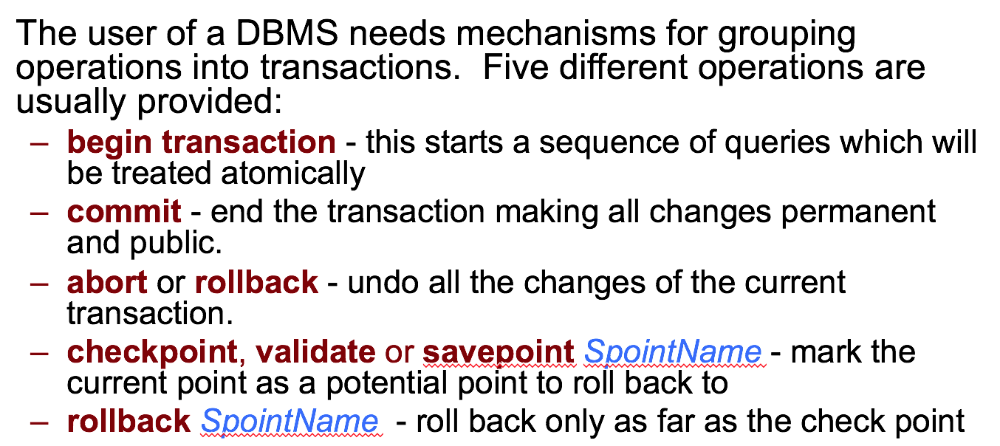 The user of a DBMS needs mechanisms for grouping
operations into transactions.  Five different operations are
usually provided:
– begin transaction - this starts a sequence of queries which will
be treated atomically
– commit - end the transaction making all changes permanent
and public.
– abort or rollback - undo all the changes of the current
transaction.
– checkpoint, validate or savepoint SpointName - mark the
current point as a potential point to roll back to
– rollback SpointName  - roll back only as far as the check point